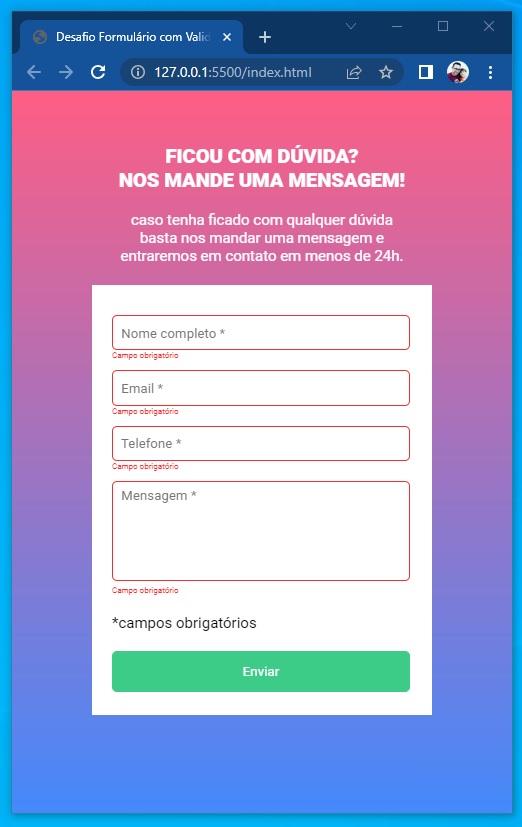 Desafio Formulário com Valid
127.0.0.1:5500/index.html
FICOU COM DÚVIDA?
NOS MANDE UMA MENSAGEM!
caso tenha ficado com qualquer dúvida
basta nos mandar uma mensagem e
entraremos em contato em menos de 24h.
Nome completo *
Campo obrigatório
Email *
Campo obrigatório
Telefone *
Campo obrigatório
Mensagem *
Campo obrigatório
*campos obrigatórios
Enviar